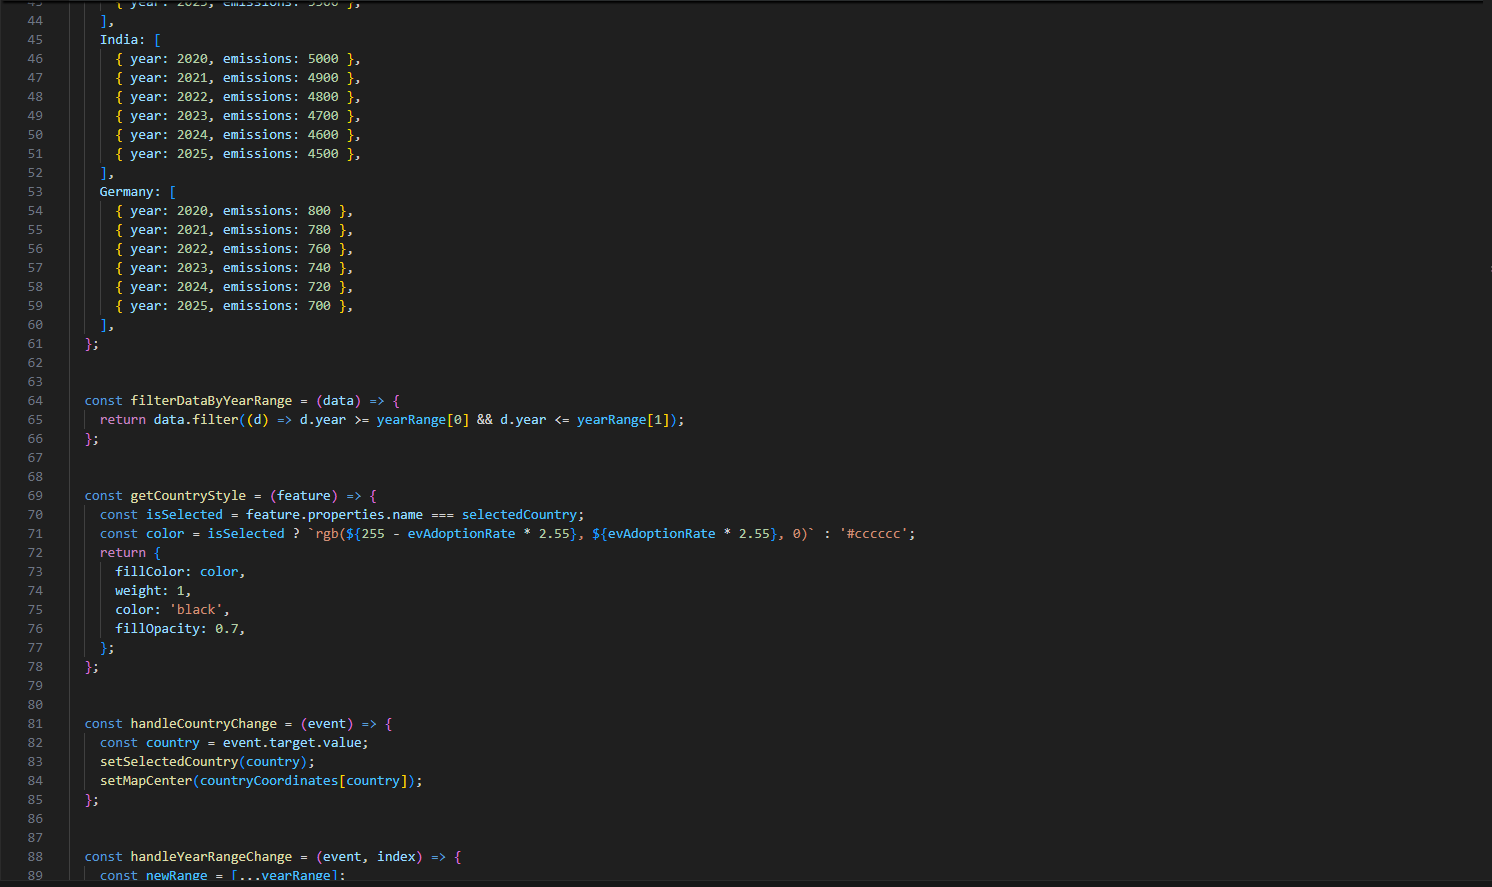 43 { year: 2025, emissions: 5500 },
44 ],
45 India: [
46 { year: 2020, emissions: 5000 },
47 { year: 2021, emissions: 4900 },
48 { year: 2022, emissions: 4800 },
49 { year: 2023, emissions: 4700 },
50 { year: 2024, emissions: 4600 },
51 { year: 2025, emissions: 4500 },
52 ],
53 Germany: [
54 { year: 2020, emissions: 800 },
55 { year: 2021, emissions: 780 },
56 { year: 2022, emissions: 760 },
57 { year: 2023, emissions: 740 },
58 { year: 2024, emissions: 720 },
59 { year: 2025, emissions: 700 },
60 ],
61 };
62
63
64 const filterDataByYearRange = (data) => {
65 return data.filter((d) => d.year >= yearRange[0] && d.year <= yearRange[1]);
66 };
67
68
69 const getCountryStyle = (feature) => {
70 const isSelected = feature.properties.name === selectedCountry;
71 const color = isSelected ? `rgb(${255 - evAdoptionRate * 2.55}, ${evAdoptionRate * 2.55}, 0)` : '#cccccc';
72 return {
73 fillColor: color,
74 weight: 1,
75 color: 'black',
76 fillOpacity: 0.7,
77 };
78 };
79
80
81 const handleCountryChange = (event) => {
82 const country = event.target.value;
83 setSelectedCountry(country);
84 setMapCenter(countryCoordinates[country]);
85 };
86
87
88 const handleYearRangeChange = (event, index) => {
89 const newRange = [...yearRange];